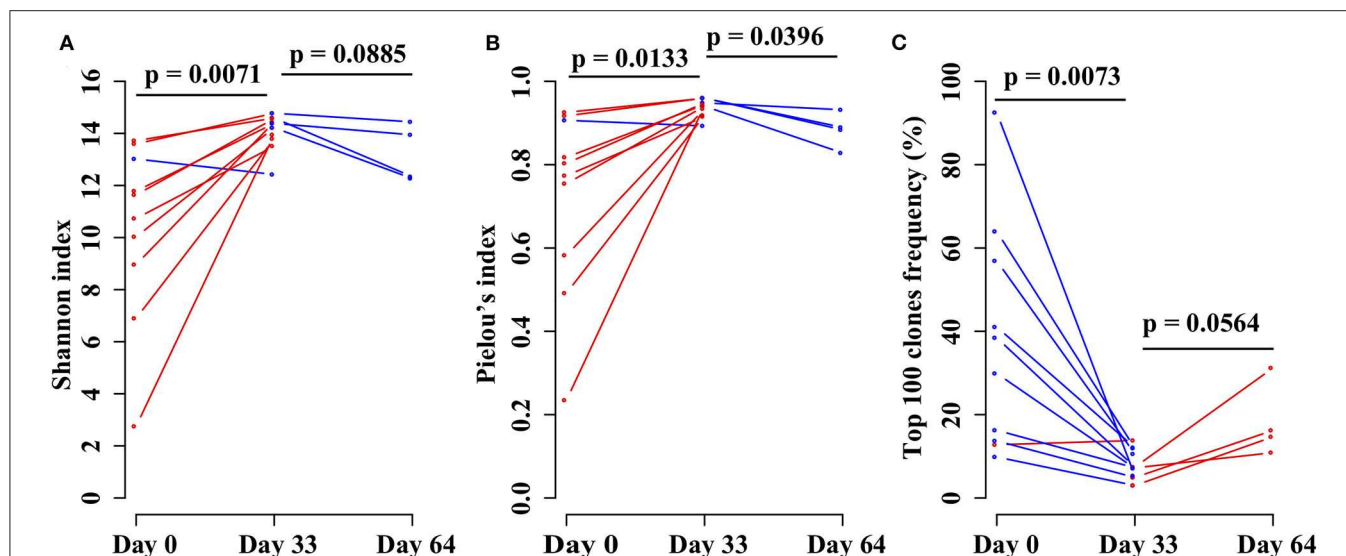 A
p = 0.0071
p = 0.0885
Shannon index
16
14
12
10
8
6
4
2
0
Day 0
Day 33
Day 64
B
p = 0.0133
p = 0.0396
Pielou's index
1.0
0.8
0.6
0.4
0.2
0.0
Day 0
Day 33
Day 64
C
p = 0.0073
p = 0.0564
Top 100 clones frequency (%)
100
80
60
40
20
0
Day 0
Day 33
Day 64